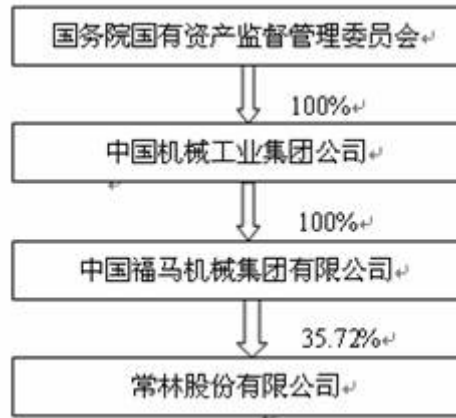 国务院国有资产监督管理委员会
100%
中国机械工业集团公司
100%
中国福马机械集团有限公司
35.72%
常林股份有限公司